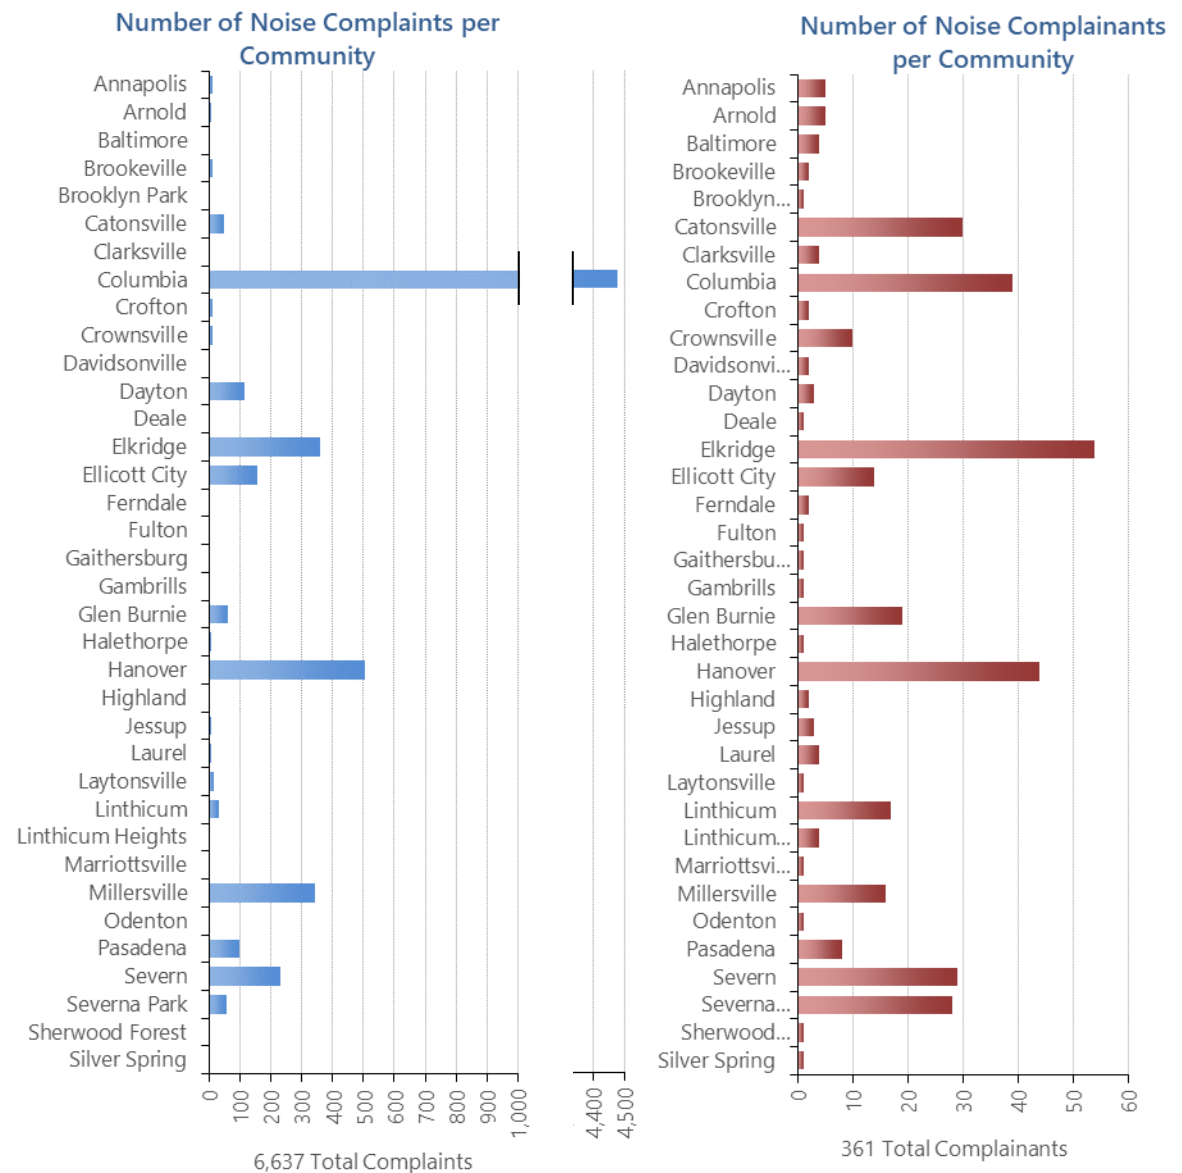 Number of Noise Complaints per
Community
Annapolis
Arnold
Baltimore
Brookeville
Brooklyn Park
Catonsville
Clarksville
Columbia
Crofton
Crownsville
Davidsonville
Dayton
Deale
Elkridge
Ellicott City
Ferndale
Fulton
Gaithersburg
Gambrills
Glen Burnie
Halethorpe
Hanover
Highland
Jessup
Laurel
Laytonsville
Linthicum
Linthicum Heights
Marriottsville
Millersville
Odenton
Pasadena
Severn
Severna Park
Sherwood Forest
Silver Spring
0 100 200 300 400 500 600 700 800 900 1,000 4,400 4,500
6,637 Total Complaints
Number of Noise Complainants
per Community
Annapolis
Arnold
Baltimore
Brookeville
Brooklyn...
Catonsville
Clarksville
Columbia
Crofton
Crownsville
Davidsonvi...
Dayton
Deale
Elkridge
Ellicott City
Ferndale
Fulton
Gaithersbu...
Gambrills
Glen Burnie
Halethorpe
Hanover
Highland
Jessup
Laurel
Laytonsville
Linthicum
Linthicum...
Marriottsvi...
Millersville
Odenton
Pasadena
Severn
Severna...
Sherwood...
Silver Spring
0 10 20 30 40 50 60
361 Total Complainants